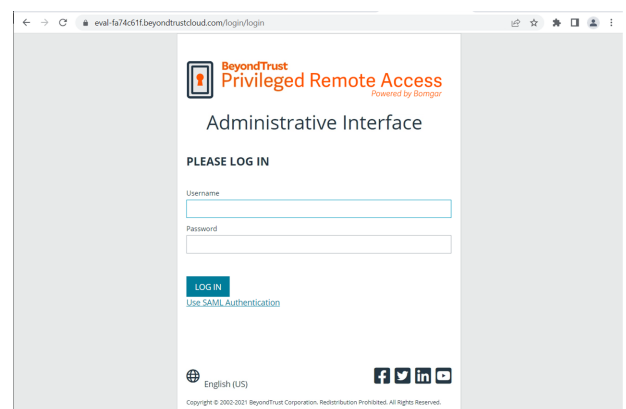 eval-fa74c61f.beyondtrustcloud.com/login/login
BeyondTrust
Privileged Remote Access
Powered by Bomgar
Administrative Interface
PLEASE LOG IN
Username
Password
LOG IN
Use SAML Authentication
English (US)
Copyright © 2002-2021 BeyondTrust Corporation. Redistribution Prohibited. All Rights Reserved.